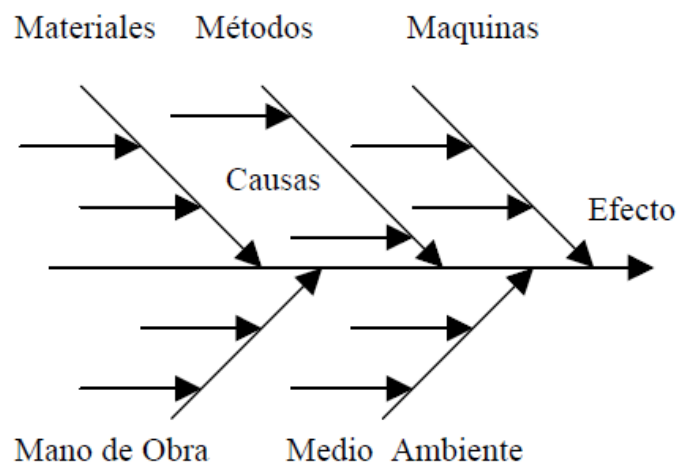 Materiales Métodos Maquinas
Causas
Efecto
Mano de Obra Medio Ambiente